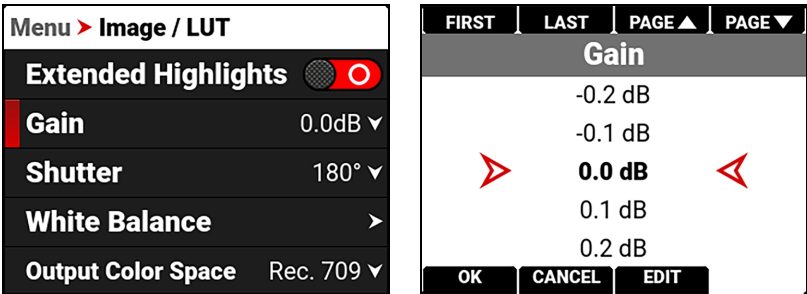 Menu ➤ Image / LUT
Extended Highlights
Gain 0.0dB
Shutter 180°
White Balance
Output Color Space Rec. 709
FIRST LAST PAGE▲ PAGE▼
Gain
-0.2 dB
-0.1 dB
0.0 dB
0.1 dB
0.2 dB
OK CANCEL EDIT